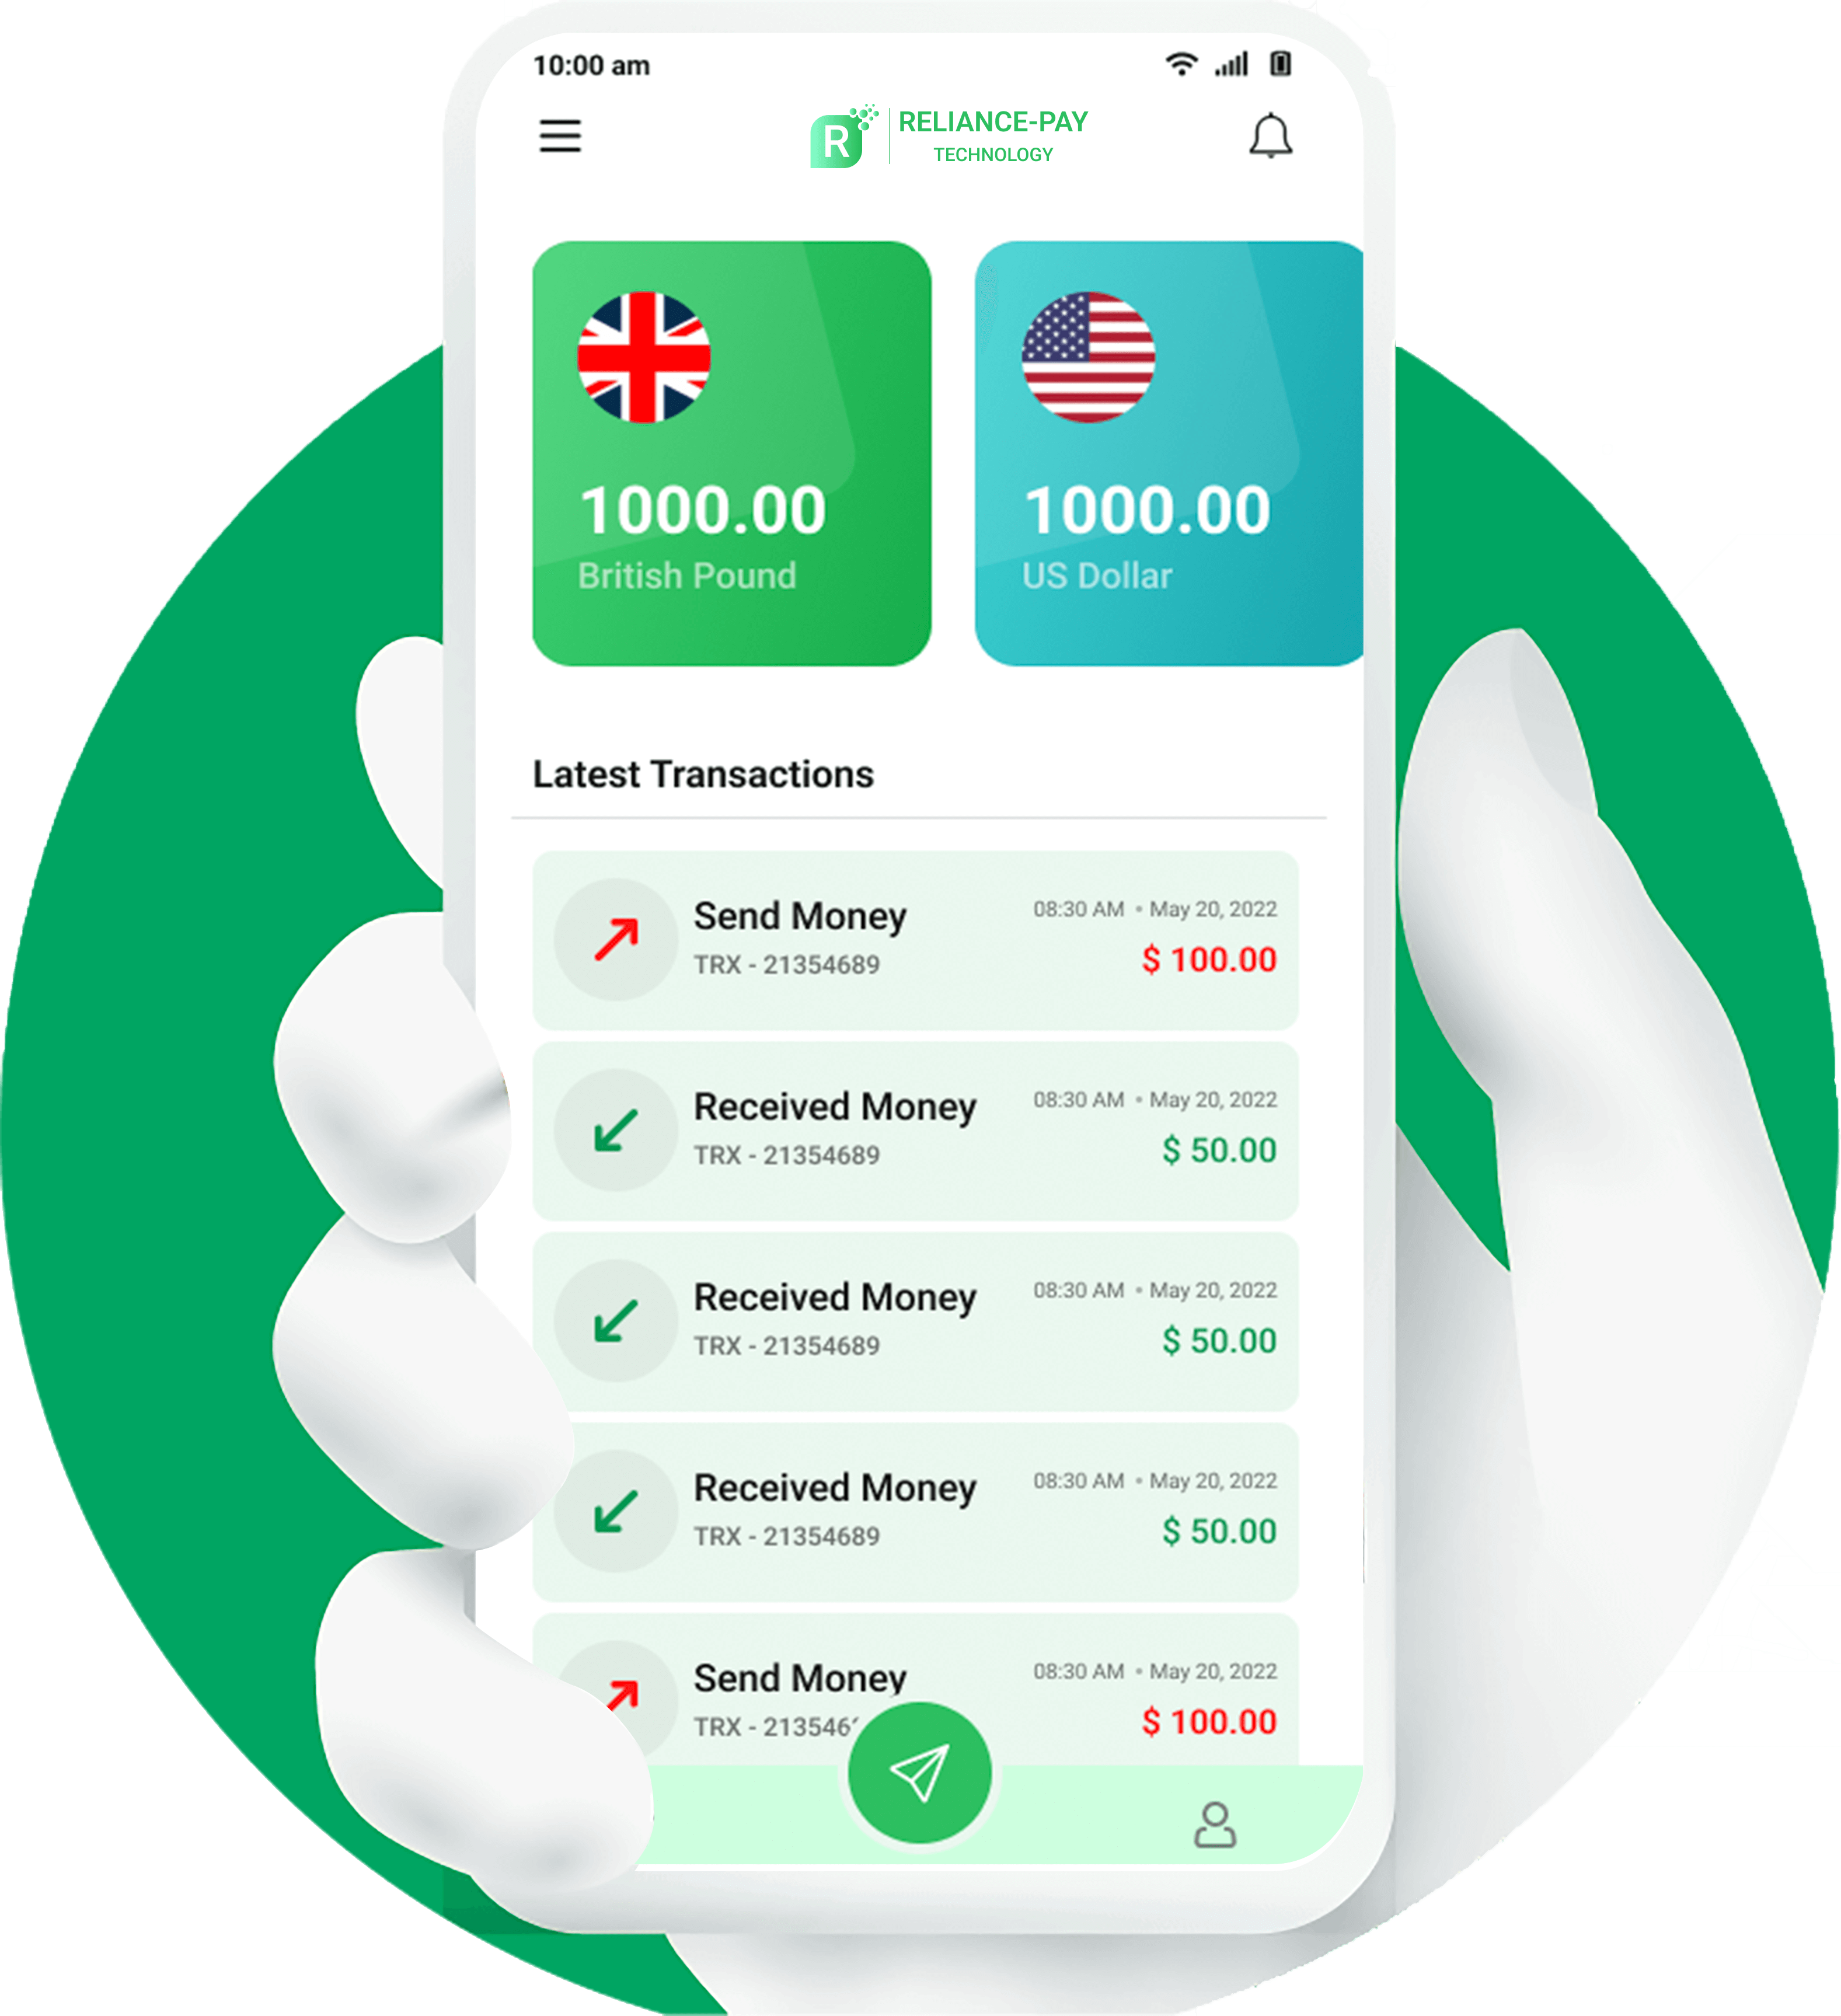 10:00 am
R
RELIANCE-PAY
TECHNOLOGY
1000.00
British Pound
1000.00
US Dollar
Latest Transactions
Send Money
08:30 AM • May 20, 2022
TRX - 21354689
$ 100.00
Received Money
08:30 AM • May 20, 2022
TRX - 21354689
$ 50.00
Received Money
08:30 AM • May 20, 2022
TRX - 21354689
$ 50.00
Received Money
08:30 AM • May 20, 2022
TRX - 21354689
$ 50.00
Send Money
08:30 AM • May 20, 2022
TRX -
$ 100.00